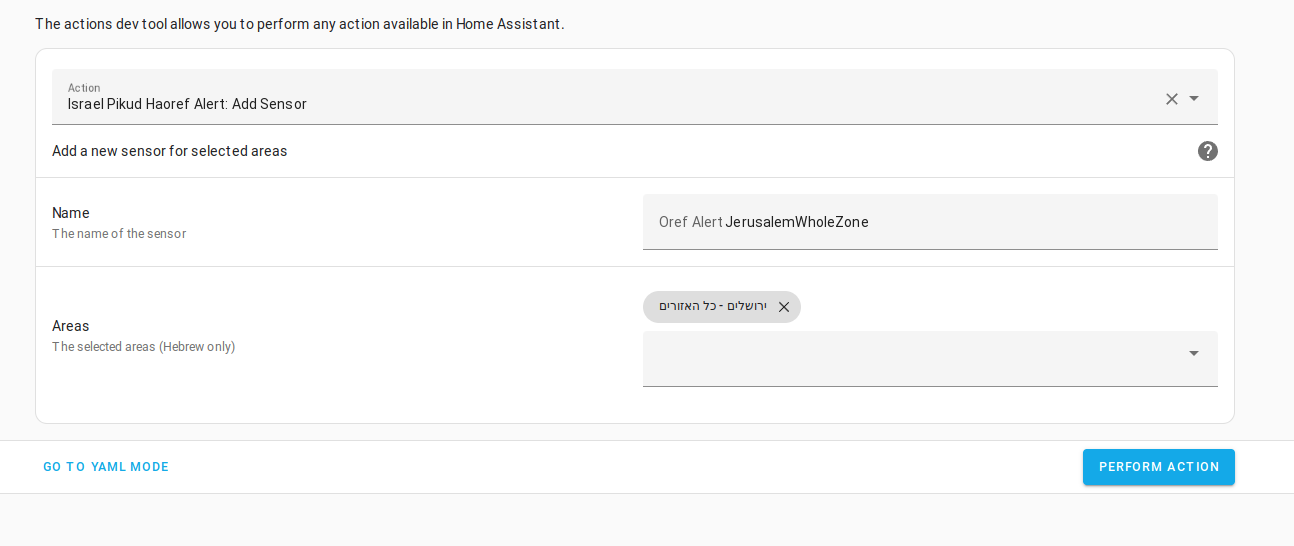 The actions dev tool allows you to perform any action available in Home Assistant.
Action
Israel Pikud Haoref Alert: Add Sensor
Add a new sensor for selected areas
Name
The name of the sensor
Oref Alert JerusalemWholeZone
Areas
The selected areas (Hebrew only)
ירושלים - כל האזורים
GO TO YAML MODE
PERFORM ACTION